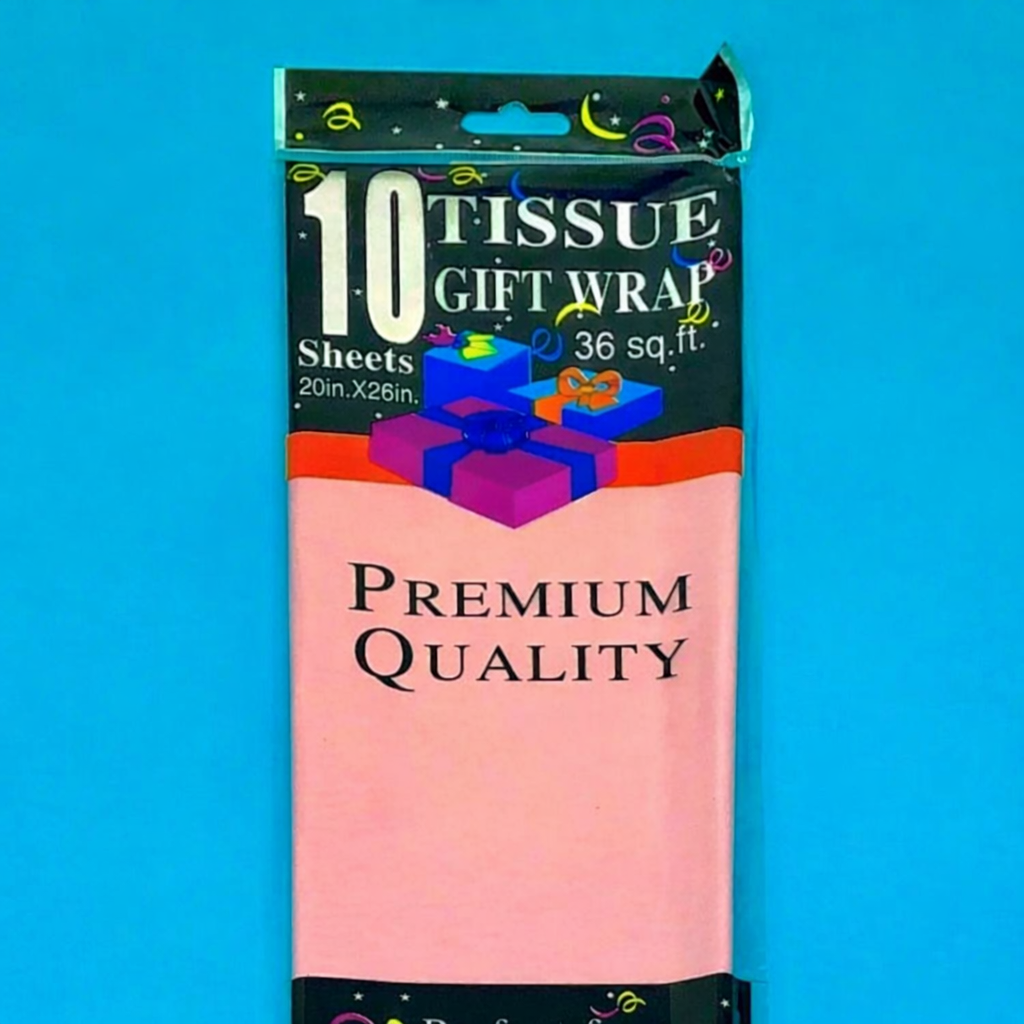 10 TISSUE
GIFT WRAP
Sheets
36 sq.ft.
20in.X26in.
PREMIUM
QUALITY